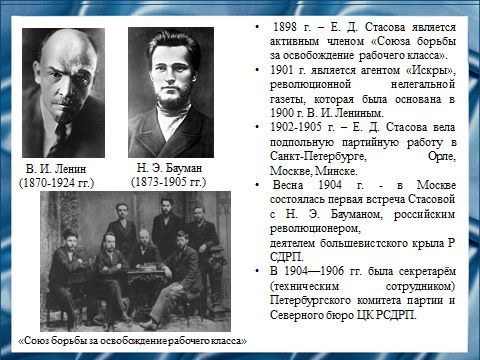 В. И. Ленин
(1870-1924 гг.)
Н. Э. Бауман
(1873-1905 гг.)
«Союз борьбы за освобождение рабочего класса»
• 1898 г. – Е. Д. Стасова является
активным членом «Союза борьбы
за освобождение рабочего класса».
• 1901 г. является агентом «Искры»,
революционной нелегальной
газеты, которая была основана в
1900 г. В. И. Лениным.
• 1902-1905 г. – Е. Д. Стасова вела
подпольную партийную работу в
Санкт-Петербурге, Орле,
Москве, Минске.
• Весна 1904 г. - в Москве
состоялась первая встреча Стасовой
с Н. Э. Бауманом, российским
революционером,
деятелем большевистского крыла Р
СДРП.
• В 1904—1906 гг. была секретарём
(техническим сотрудником)
Петербургского комитета партии и
Северного бюро ЦК РСДРП.